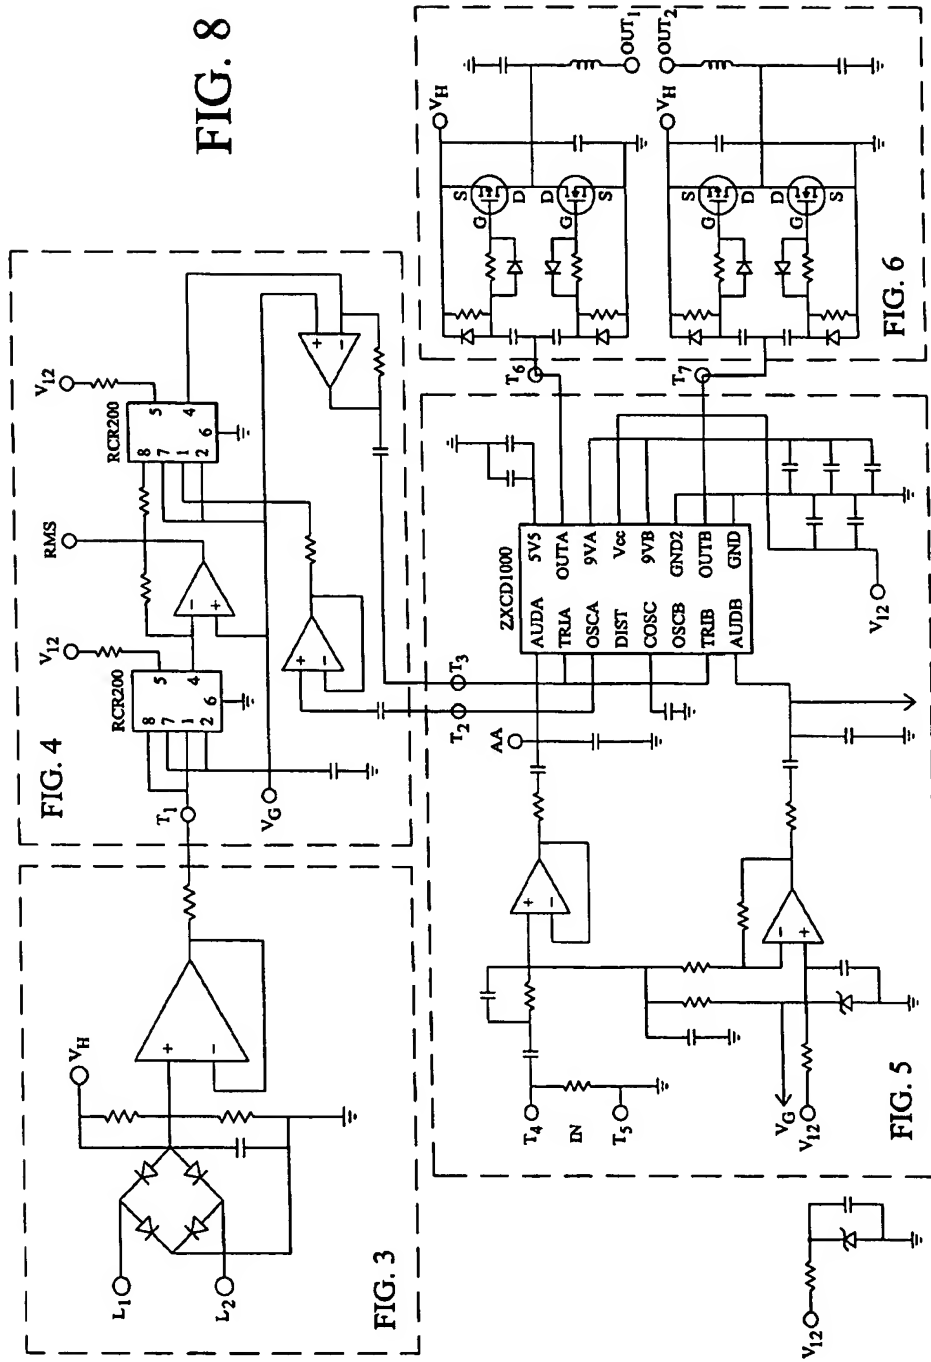 FIG. 8
FIG. 4
RMS
V12
RCR200
8
7
1
2
5
4
6
V12
RCR200
8
7
1
2
5
4
6
T1
VG
+
−
+
−
+
−
T2
T3
FIG. 3
L1
L2
VH
+
−
FIG. 5
T4
IN
T5
VG
V12
+
−
−
+
AA
ZXCD1000
AUDA
TRIA
OSCA
DIST
COSC
OSCB
TRIB
AUDB
5V5
OUTA
9VA
Vcc
9VB
GND2
OUTB
GND
V12
V12
FIG. 6
T6
T7
VH
S
G
D
D
S
OUT1
OUT2
VH
S
G
D
D
S